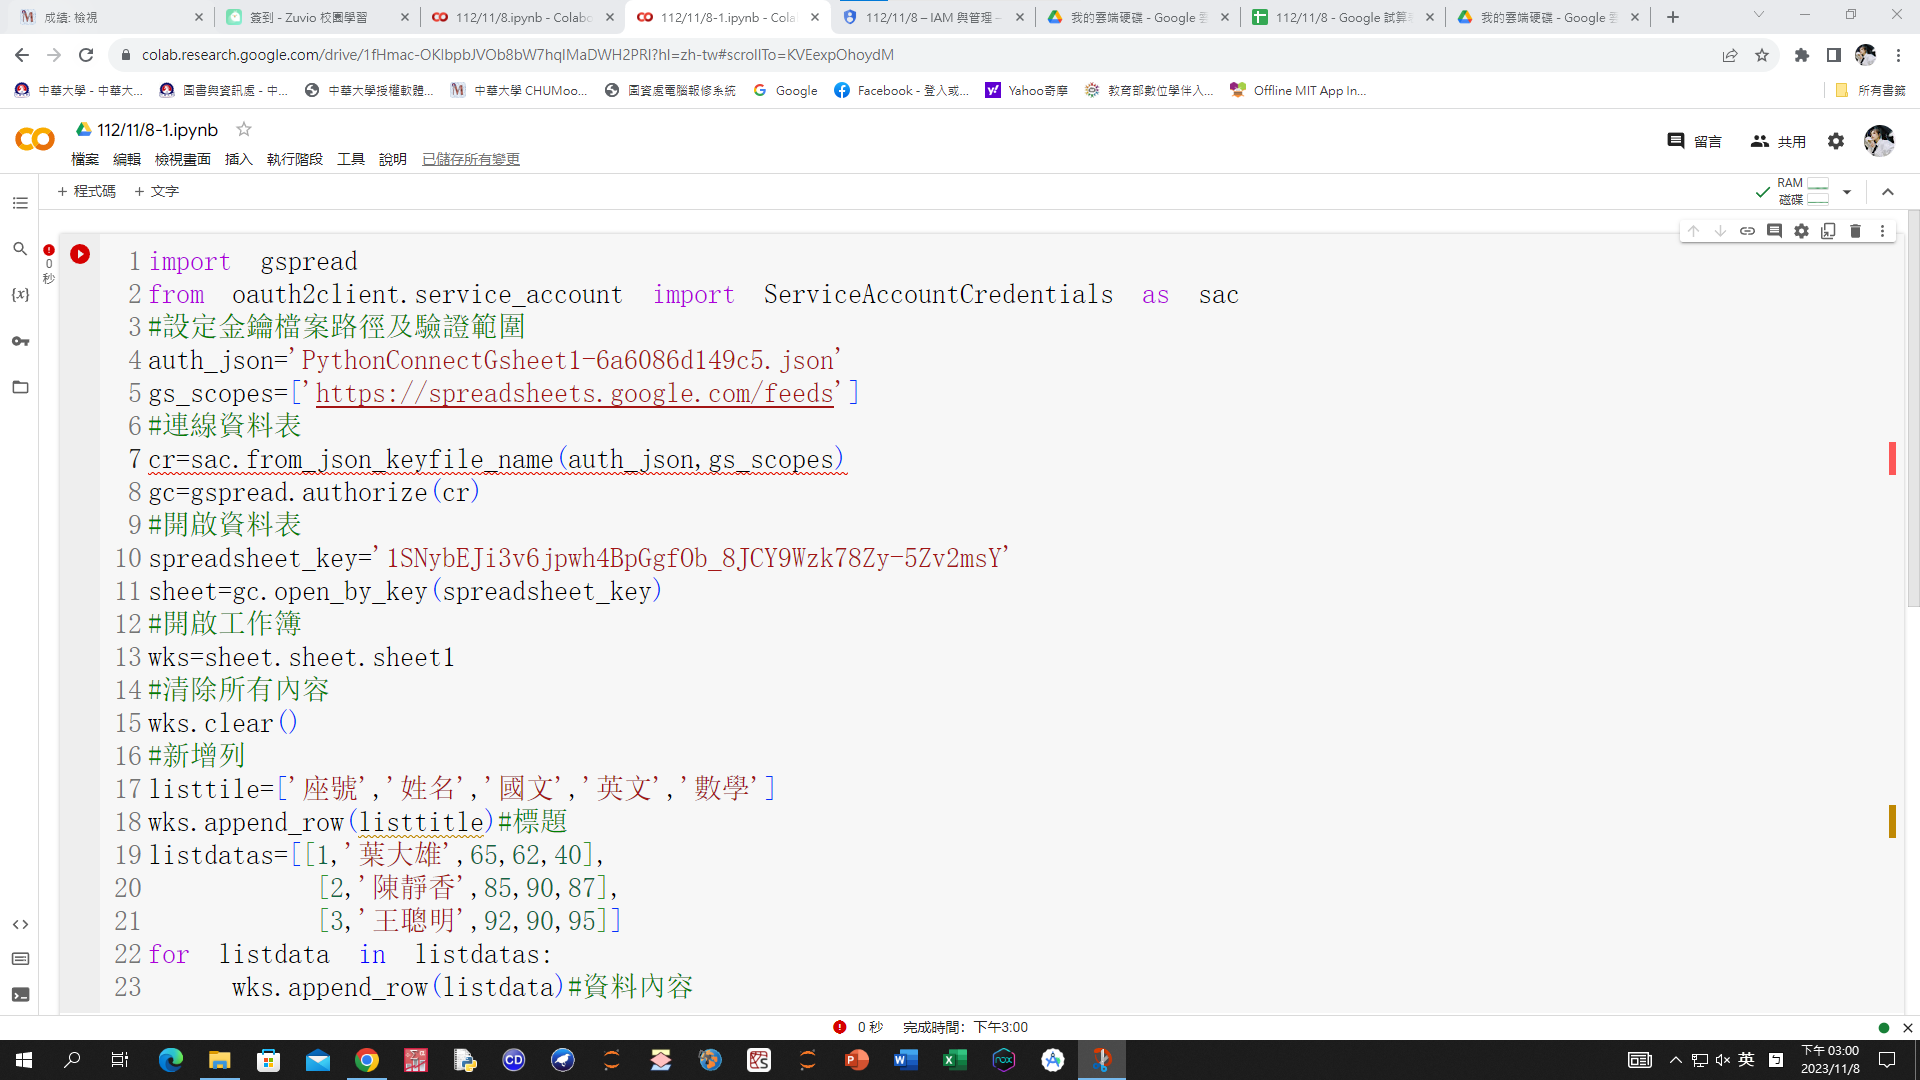 成績: 檢視
簽到 - Zuvio 校園學習
112/11/8.ipynb - Colabo
112/11/8-1.ipynb - Cola
112/11/8 – IAM 與管理 –
我的雲端硬碟 - Google 雲
112/11/8 - Google 試算
我的雲端硬碟 - Google 雲
colab.research.google.com/drive/1fHmac-OKlbpbJVOb8bW7hqIMaDWH2PRI?hl=zh-tw#scrollTo=KVEexpOhoydM
中華大學 - 中華大...
圖書與資訊處 - 中...
中華大學授權軟體...
中華大學 CHUMoo...
圖資處電腦報修系統
Google
Facebook - 登入或...
Yahoo奇摩
教育部數位學伴入...
Offline MIT App In...
所有書籤
112/11/8-1.ipynb
檔案 編輯 檢視畫面 插入 執行階段 工具 說明 已儲存所有變更
留言
共用
+ 程式碼 + 文字
RAM
磁碟
0
秒
{x}
1 import gspread
2 from oauth2client.service_account import ServiceAccountCredentials as sac
3 #設定金鑰檔案路徑及驗證範圍
4 auth_json='PythonConnectGsheet1-6a6086d149c5.json'
5 gs_scopes=['https://spreadsheets.google.com/feeds']
6 #連線資料表
7 cr=sac.from_json_keyfile_name(auth_json,gs_scopes)
8 gc=gspread.authorize(cr)
9 #開啟資料表
10 spreadsheet_key='1SNybEJi3v6jpwh4BpGgfOb_8JCY9Wzk78Zy-5Zv2msY'
11 sheet=gc.open_by_key(spreadsheet_key)
12 #開啟工作簿
13 wks=sheet.sheet.sheet1
14 #清除所有內容
15 wks.clear()
16 #新增列
17 listtile=['座號','姓名','國文','英文','數學']
18 wks.append_row(listtitle)#標題
19 listdatas=[[1,'葉大雄',65,62,40],
20 [2,'陳靜香',85,90,87],
21 [3,'王聰明',92,90,95]]
22 for listdata in listdatas:
23 wks.append_row(listdata)#資料內容
0 秒 完成時間: 下午3:00
英
下午 03:00
2023/11/8